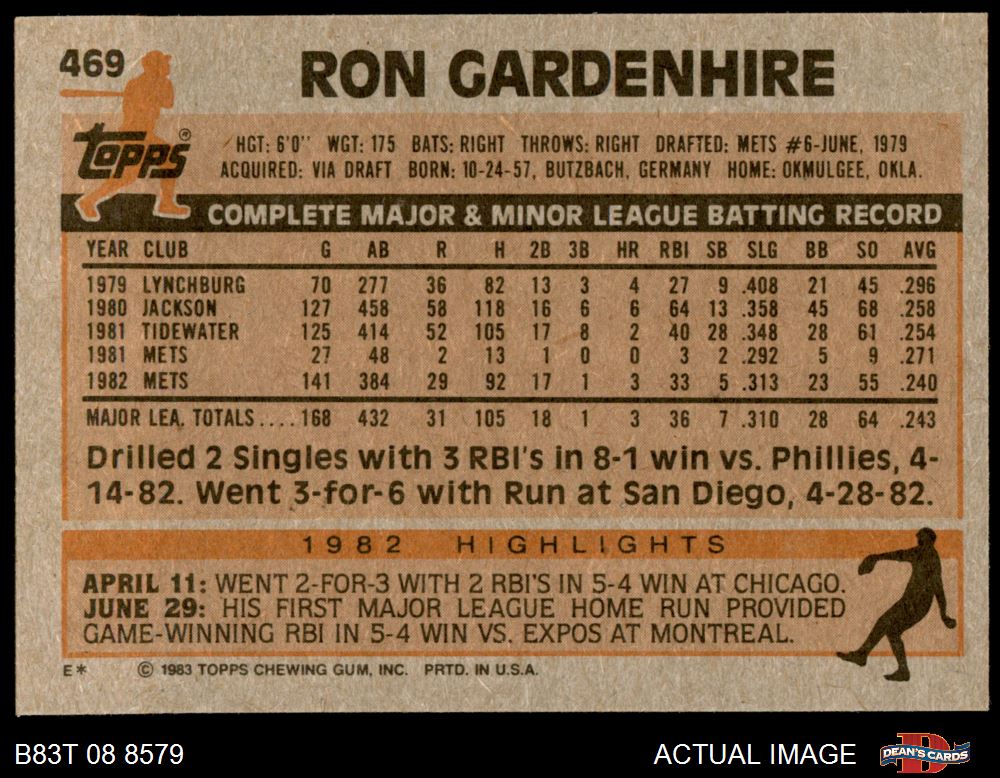 469
RON GARDENHIRE
TOPPS®
HGT: 6'0" WGT: 175 BATS: RIGHT THROWS: RIGHT DRAFTED: METS #6-JUNE, 1979
ACQUIRED: VIA DRAFT BORN: 10-24-57, BUTZBACH, GERMANY HOME: OKMULGEE, OKLA.
COMPLETE MAJOR & MINOR LEAGUE BATTING RECORD
YEAR CLUB G AB R H 2B 3B HR RBI SB SLG BB SO AVG
1979 LYNCHBURG 70 277 36 82 13 3 4 27 9 .408 21 45 .296
1980 JACKSON 127 458 58 118 16 6 6 64 13 .358 45 68 .258
1981 TIDEWATER 125 414 52 105 17 8 2 40 28 .348 28 61 .254
1981 METS 27 48 2 13 1 0 0 3 2 .292 5 9 .271
1982 METS 141 384 29 92 17 1 3 33 5 .313 23 55 .240
MAJOR LEA. TOTALS .... 168 432 31 105 18 1 3 36 7 .310 28 64 .243
Drilled 2 Singles with 3 RBI's in 8-1 win vs. Phillies, 4-
14-82. Went 3-for-6 with Run at San Diego, 4-28-82.
1982 HIGHLIGHTS
APRIL 11: WENT 2-FOR-3 WITH 2 RBI'S IN 5-4 WIN AT CHICAGO.
JUNE 29: HIS FIRST MAJOR LEAGUE HOME RUN PROVIDED
GAME-WINNING RBI IN 5-4 WIN VS. EXPOS AT MONTREAL.
E* © 1983 TOPPS CHEWING GUM, INC. PRTD. IN U.S.A.
B83T 08 8579
ACTUAL IMAGE
D
DEAN'S CARDS